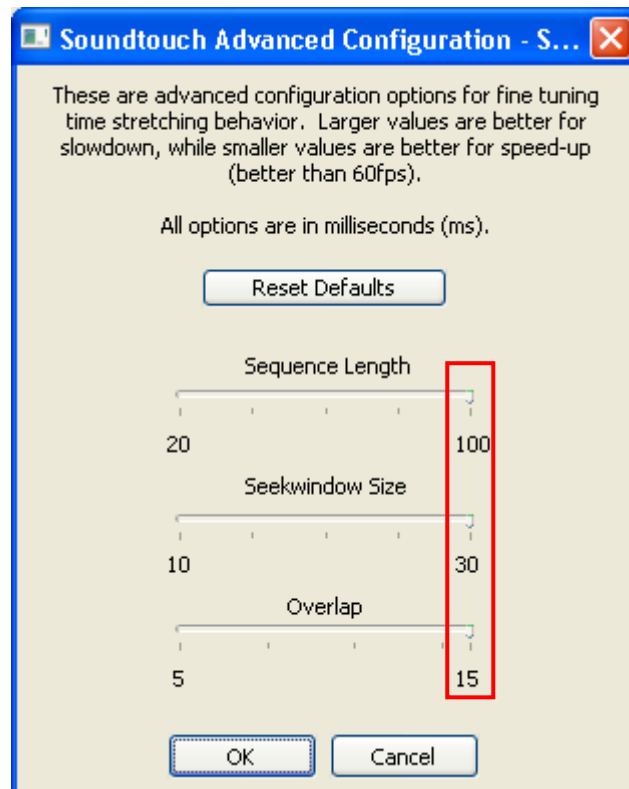 Soundtouch Advanced Configuration - S...
These are advanced configuration options for fine tuning
time stretching behavior. Larger values are better for
slowdown, while smaller values are better for speed-up
(better than 60fps).
All options are in milliseconds (ms).
Reset Defaults
Sequence Length
20 100
Seekwindow Size
10 30
Overlap
5 15
OK Cancel